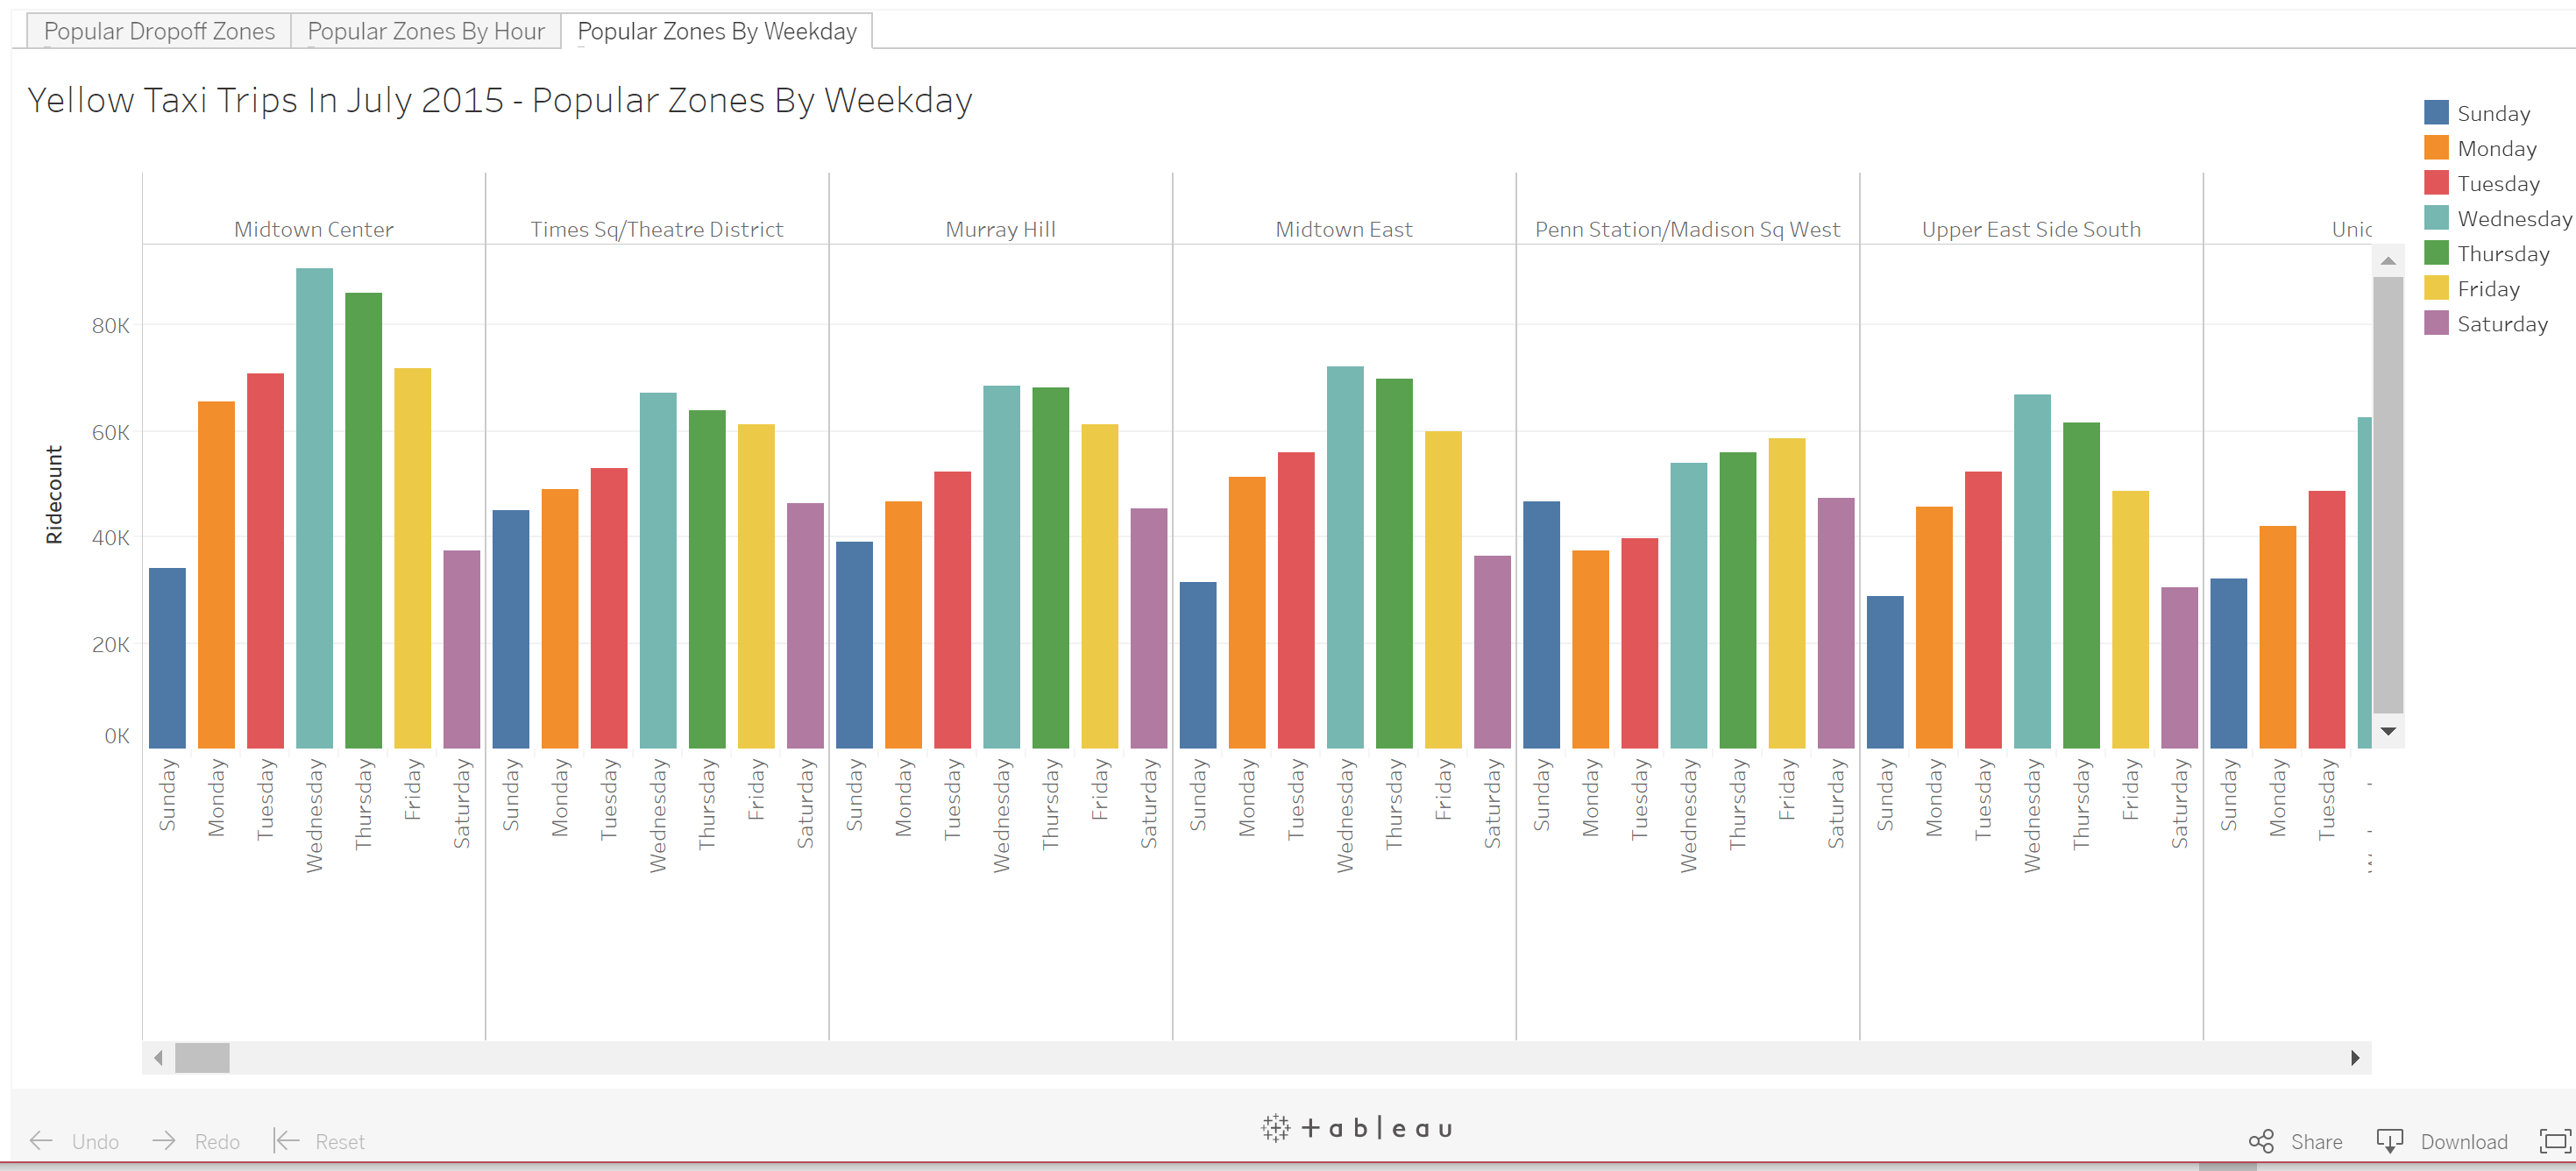 Popular Dropoff Zones Popular Zones By Hour Popular Zones By Weekday
Yellow Taxi Trips In July 2015 - Popular Zones By Weekday
Sunday
Monday
Tuesday
Wednesday
Thursday
Friday
Saturday
Midtown Center Times Sq/Theatre District Murray Hill Midtown East Penn Station/Madison Sq West Upper East Side South
80K
60K
40K
20K
0K
Ridecount
Sunday Monday Tuesday Wednesday Thursday Friday Saturday Sunday Monday Tuesday Wednesday Thursday Friday Saturday Sunday Monday Tuesday Wednesday Thursday Friday Saturday Sunday Monday Tuesday Wednesday Thursday Friday Saturday Sunday Monday Tuesday Wednesday Thursday Friday Saturday Sunday Monday Tuesday Wednesday Thursday Friday Saturday Sunday Monday Tuesday
+ableau
Undo Redo Reset Share Download